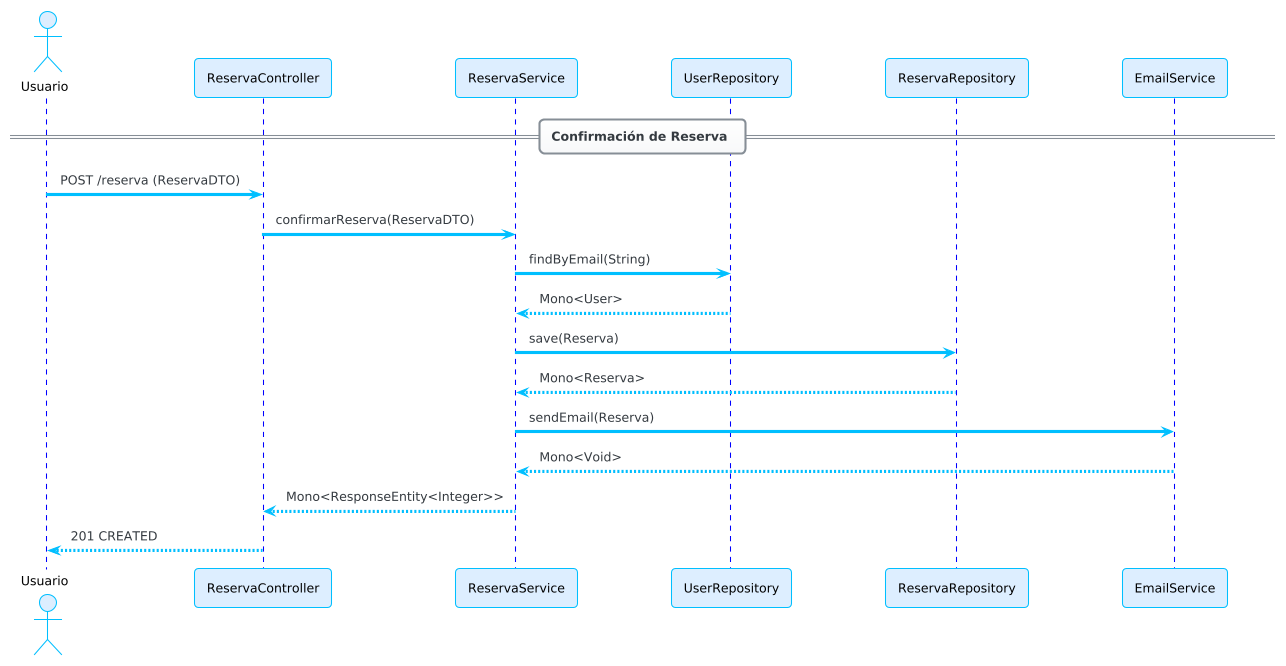 Usuario
ReservaController
ReservaService
UserRepository
ReservaRepository
EmailService
Confirmación de Reserva
POST /reserva (ReservaDTO)
confirmarReserva(ReservaDTO)
findByEmail(String)
Mono<User>
save(Reserva)
Mono<Reserva>
sendEmail(Reserva)
Mono<Void>
Mono<ResponseEntity<Integer>>
201 CREATED
Usuario
ReservaController
ReservaService
UserRepository
ReservaRepository
EmailService